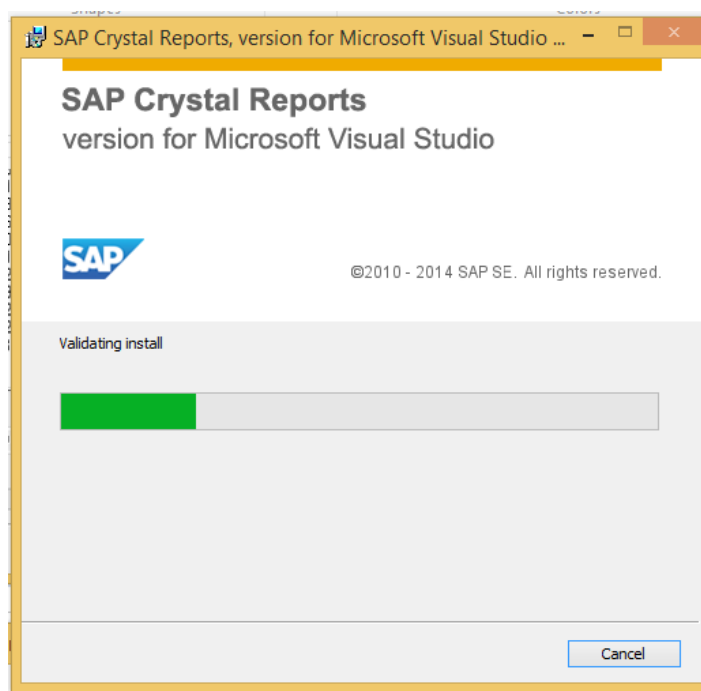 SAP Crystal Reports, version for Microsoft Visual Studio ...
SAP Crystal Reports
version for Microsoft Visual Studio
SAP
©2010 - 2014 SAP SE. All rights reserved.
Validating install
Cancel